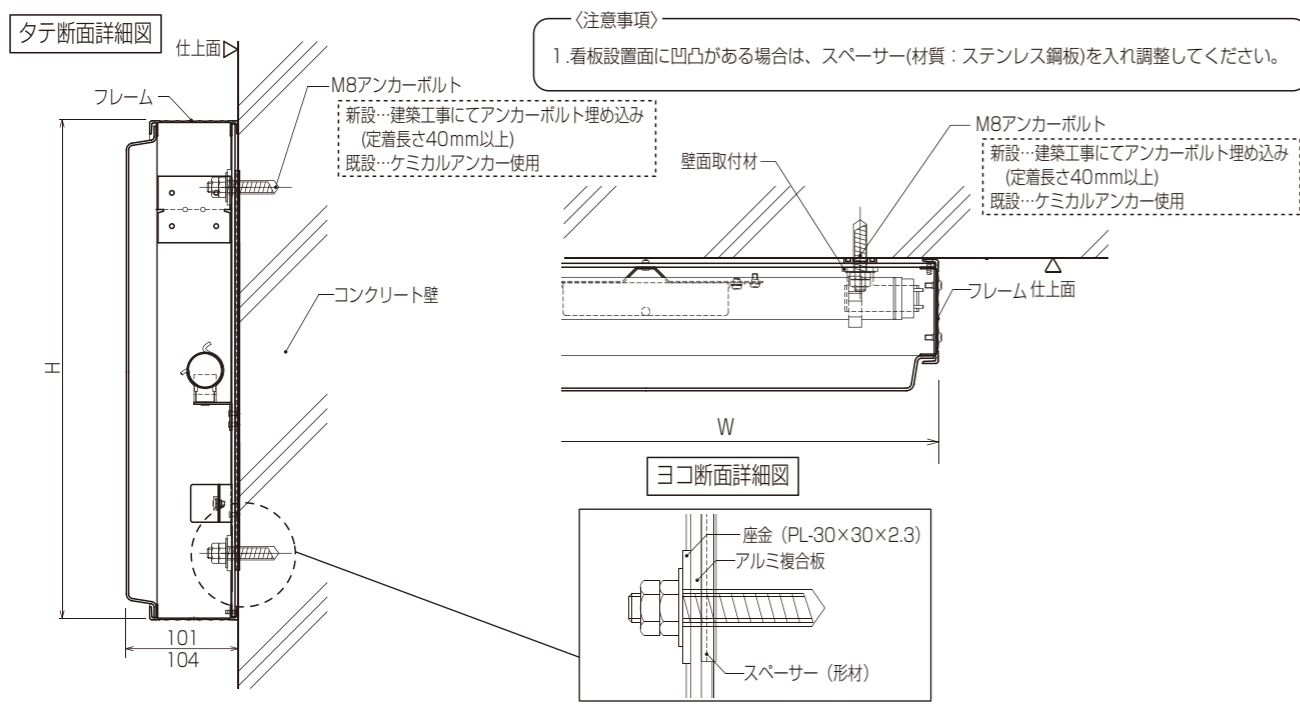 タテ断面詳細図
仕上面
〈注意事項〉
1.看板設置面に凹凸がある場合は、スペーサー(材質：ステンレス鋼板)を入れ調整してください。
フレーム
M8アンカーボルト
新設…建築工事にてアンカーボルト埋め込み
(定着長さ40mm以上)
既設…ケミカルアンカー使用
コンクリート壁
H
101
104
壁面取付材
M8アンカーボルト
新設…建築工事にてアンカーボルト埋め込み
(定着長さ40mm以上)
既設…ケミカルアンカー使用
フレーム
仕上面
W
ヨコ断面詳細図
座金（PL-30×30×2.3）
アルミ複合板
スペーサー（形材）